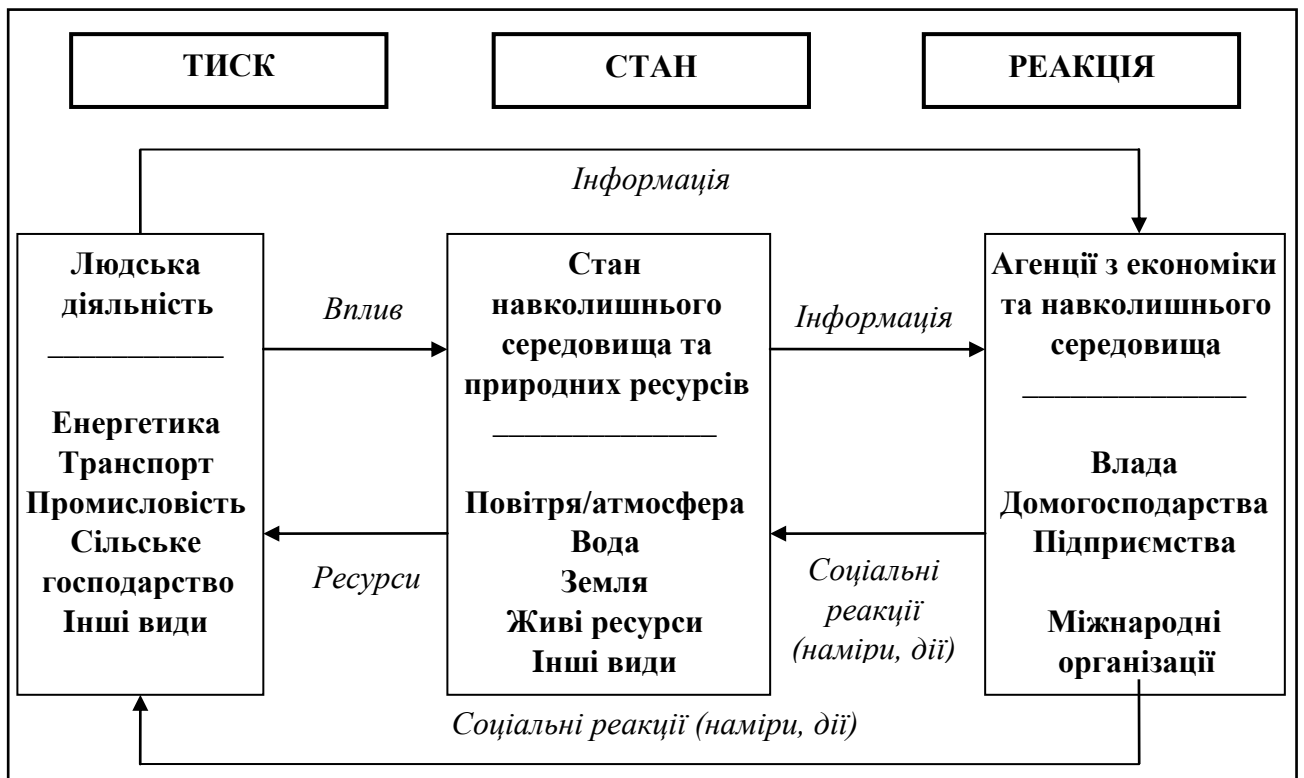 ТИСК
СТАН
РЕАКЦІЯ
Інформація
Людська
діяльність
Енергетика
Транспорт
Промисловість
Сільське
господарство
Інші види
Вплив
Ресурси
Стан
навколишнього
середовища та
природних ресурсів
Повітря/атмосфера
Вода
Земля
Живі ресурси
Інші види
Інформація
Соціальні
реакції
(наміри, дії)
Агенції з економіки
та навколишнього
середовища
Влада
Домогосподарства
Підприємства
Міжнародні
організації
Соціальні реакції (наміри, дії)